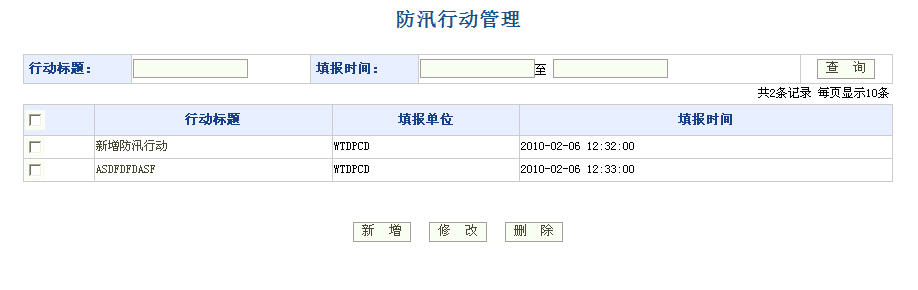 防汛行动管理
行动标题： 填报时间： 至 查 询
共2条记录 每页显示10条
行动标题 填报单位 填报时间
新增防汛行动 WTDPCD 2010-02-06 12:32:00
ASDFDFDASF WTDPCD 2010-02-06 12:33:00
新 增 修 改 删 除